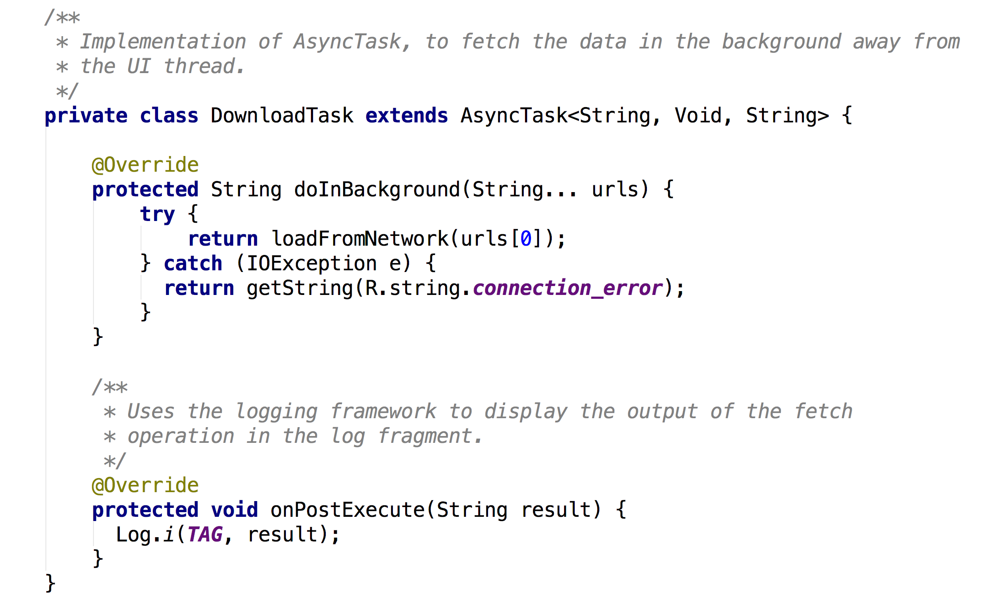 /**
 * Implementation of AsyncTask, to fetch the data in the background away from
 * the UI thread.
 */
private class DownloadTask extends AsyncTask<String, Void, String> {

    @Override
    protected String doInBackground(String... urls) {
        try {
            return loadFromNetwork(urls[0]);
        } catch (IOException e) {
          return getString(R.string.connection_error);
        }
    }


    /**
     * Uses the logging framework to display the output of the fetch
     * operation in the log fragment.
     */
    @Override
    protected void onPostExecute(String result) {
      Log.i(TAG, result);
    }
}